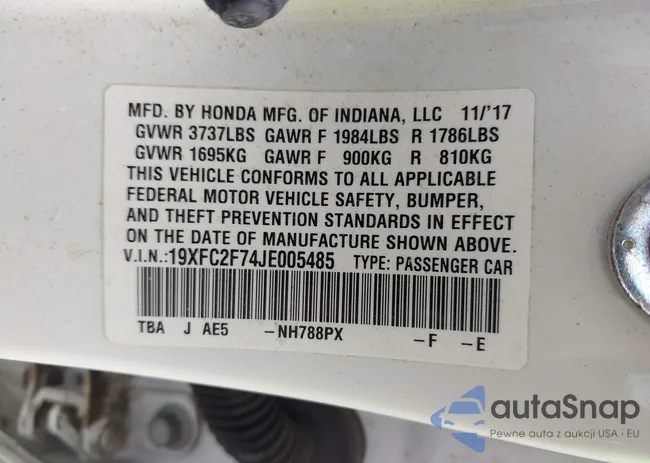 MFD. BY HONDA MFG. OF INDIANA, LLC 11/'17
GVWR 3737LBS GAWR F 1984LBS R 1786LBS
GVWR 1695KG GAWR F 900KG R 810KG
THIS VEHICLE CONFORMS TO ALL APPLICABLE
FEDERAL MOTOR VEHICLE SAFETY, BUMPER,
AND THEFT PREVENTION STANDARDS IN EFFECT
ON THE DATE OF MANUFACTURE SHOWN ABOVE.
V.I.N.:19XFC2F74JE005485 TYPE: PASSENGER CAR
TBA J AE5 -NH788PX -F -E
autaSnap
Pewne auta z aukcji USA i EU